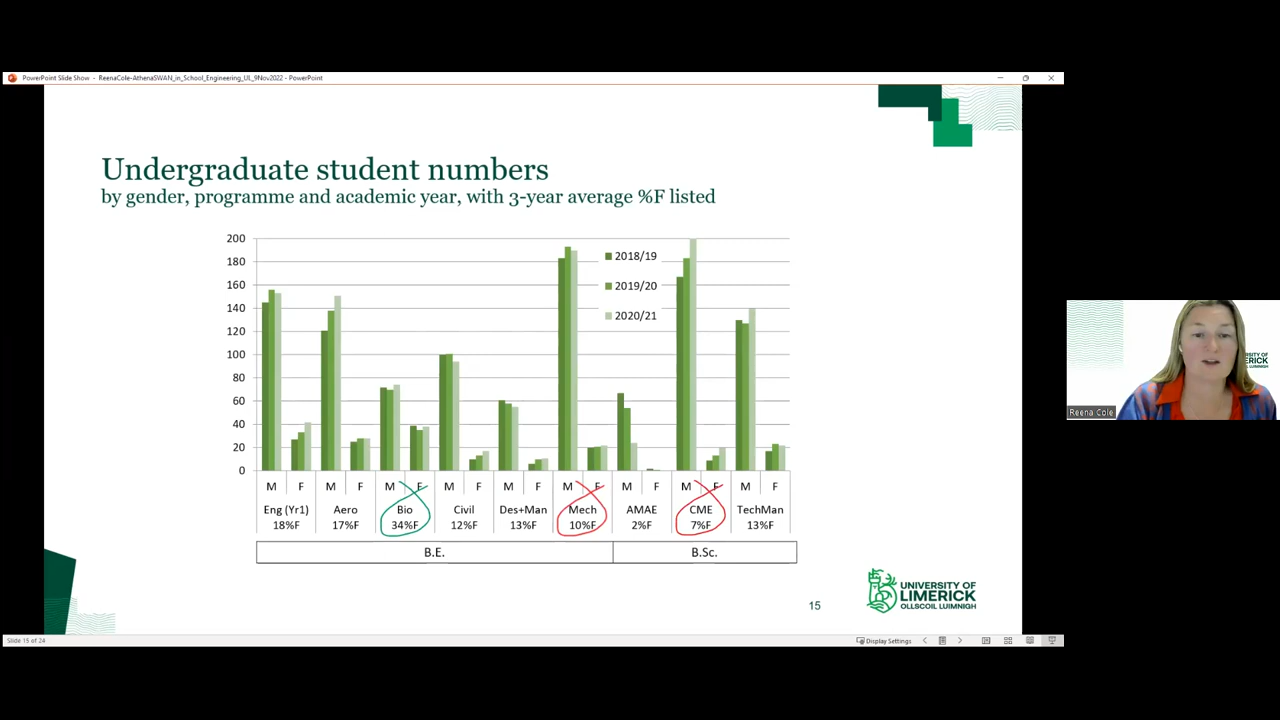 PowerPoint Slide Show - ReenaCole-AthenaSWAN_in_School_Engineering_UL_9Nov2022 - PowerPoint
Undergraduate student numbers
by gender, programme and academic year, with 3-year average %F listed
200
180
160
140
120
100
80
60
40
20
0
2018/19
2019/20
2020/21
M F M F M F M F M F M F M F M F M F
Eng (Yr1) Aero Bio Civil Des+Man Mech AMAE CME TechMan
18%F 17%F 34%F 12%F 13%F 10%F 2%F 7%F 13%F
B.E. B.Sc.
15
UNIVERSITY OF
LIMERICK
OLLSCOIL LUIMNIGH
Slide 15 of 24
Display Settings
Reena Cole